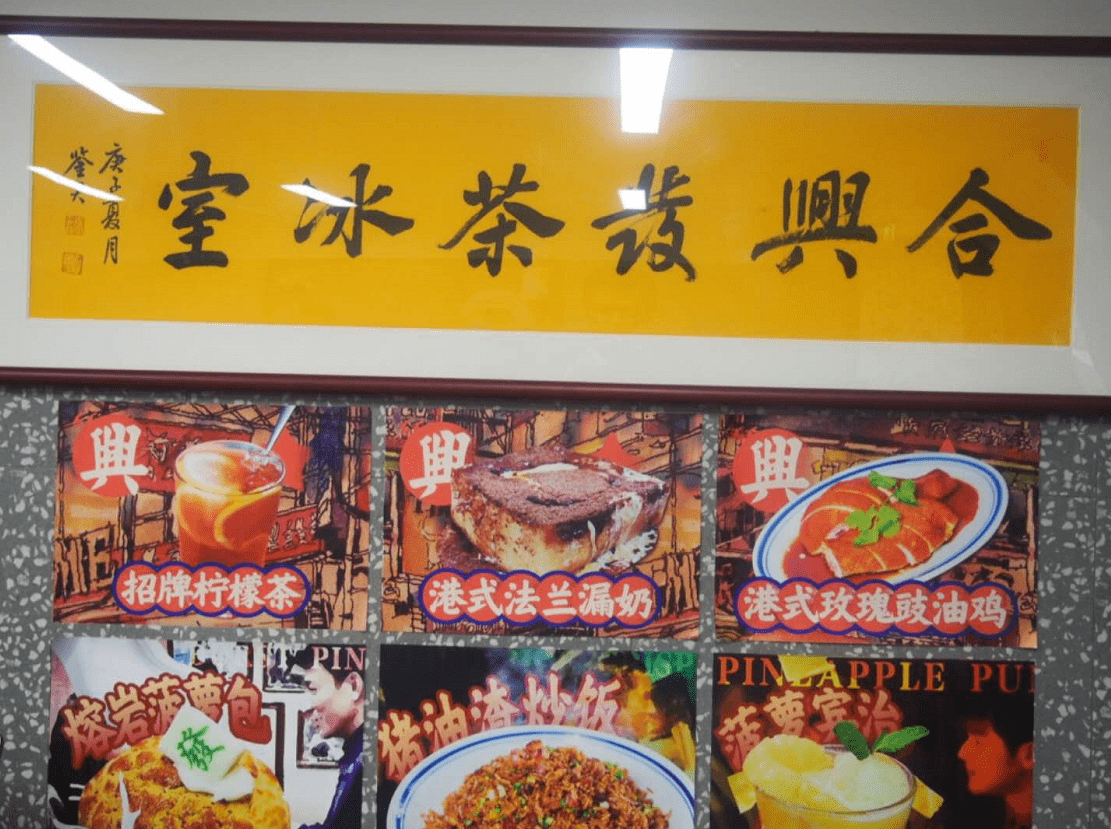 合興發茶冰室
庚子夏月
興
招牌柠檬茶
興
港式法兰漏奶
興
港式玫瑰豉油鸡
PIN
熔岩菠萝包
發
猪油渣炒饭
PINEAPPLE PU
菠萝宾治